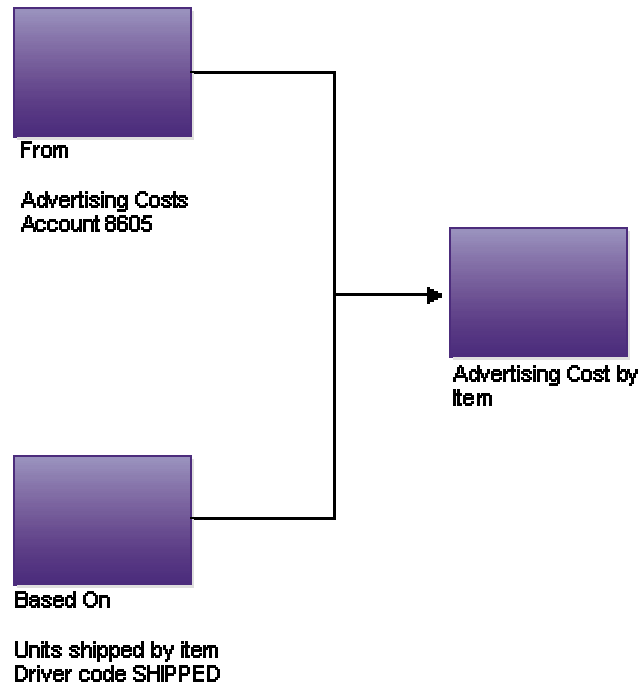 From
Advertising Costs
Account 8605
Advertising Cost by
Item
Based On
Units shipped by item
Driver code SHIPPED